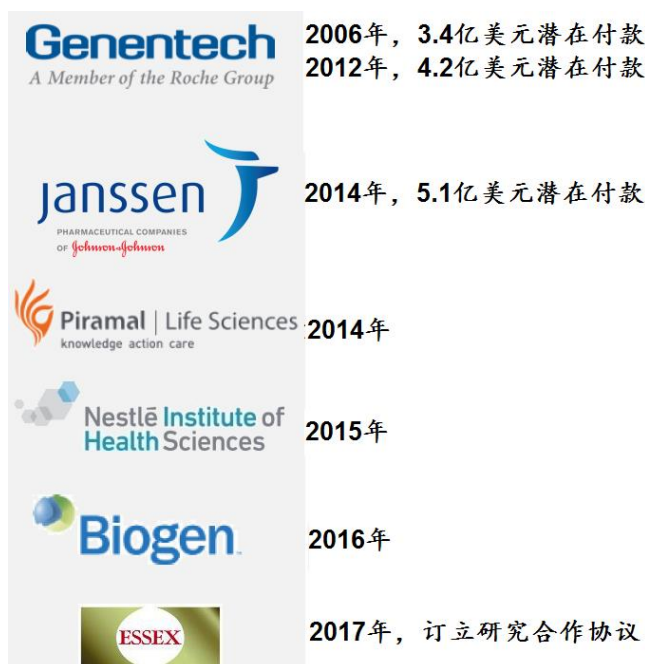 Genentech
A Member of the Roche Group
2006年，3.4亿美元潜在付款
2012年，4.2亿美元潜在付款
Janssen
PHARMACEUTICAL COMPANIES
OF Johnson & Johnson
2014年，5.1亿美元潜在付款
Piramal | Life Sciences
knowledge action care
2014年
Nestlé Institute of
Health Sciences
2015年
Biogen
2016年
ESSEX
2017年，订立研究合作协议